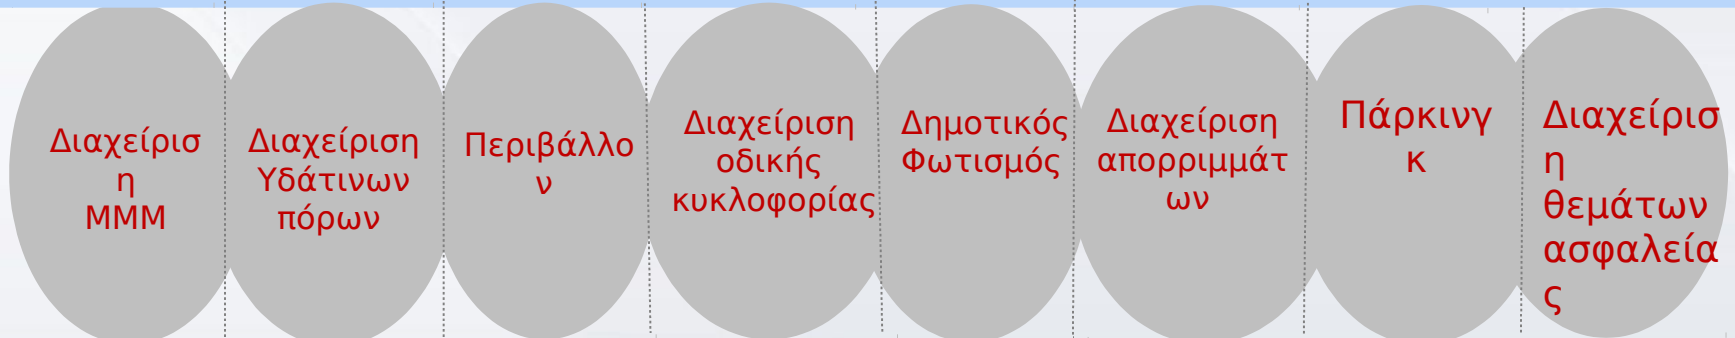 Διαχείρισ
η
ΜΜΜ
Διαχείριση
Υδάτινων
πόρων
Περιβάλλο
ν
Διαχείριση
οδικής
κυκλοφορίας
Δημοτικός
Φωτισμός
Διαχείριση
απορριμμάτ
ων
Πάρκινγ
κ
Διαχείρισ
η
θεμάτων
ασφαλεία
ς